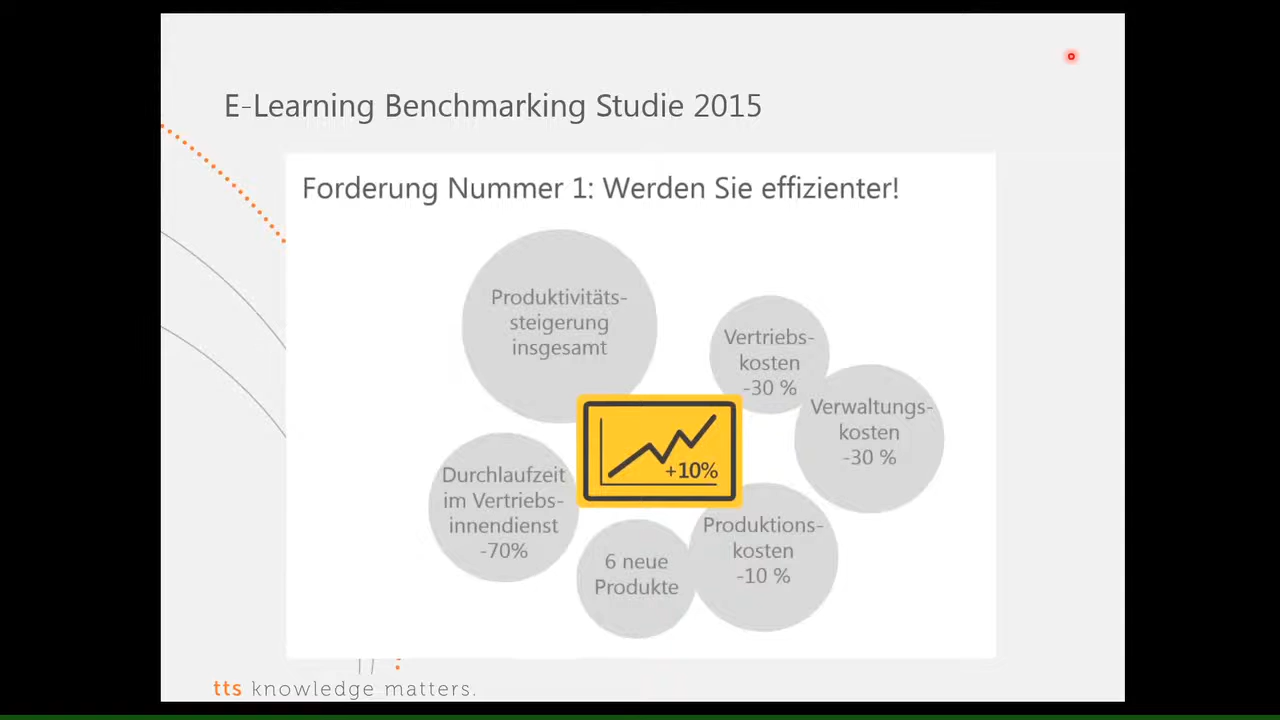 E-Learning Benchmarking Studie 2015
Forderung Nummer 1: Werden Sie effizienter!
Produktivitäts-
steigerung
insgesamt
Vertriebs-
kosten
-30 %
Verwaltungs-
kosten
-30 %
+10%
Durchlaufzeit
im Vertriebs-
innendienst
-70%
Produktions-
kosten
-10 %
6 neue
Produkte
tts knowledge matters.